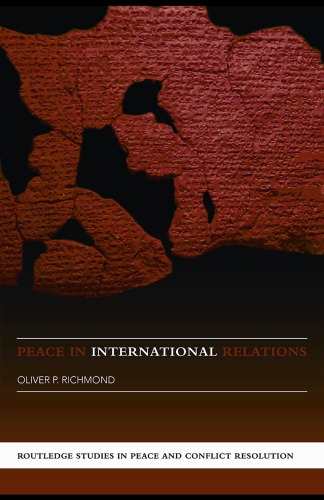 PEACE IN INTERNATIONAL RELATIONS
OLIVER P. RICHMOND
ROUTLEDGE STUDIES IN PEACE AND CONFLICT RESOLUTION